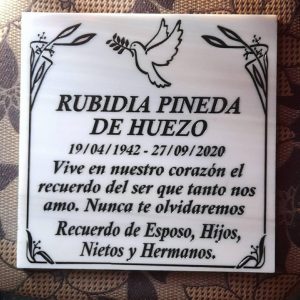 RUBIDIA PINEDA
DE HUEZO
19/04/1942 - 27/09/2020
Vive en nuestro corazón el
recuerdo del ser que tanto nos
amo. Nunca te olvidaremos
Recuerdo de Esposo, Hijos,
Nietos y Hermanos.